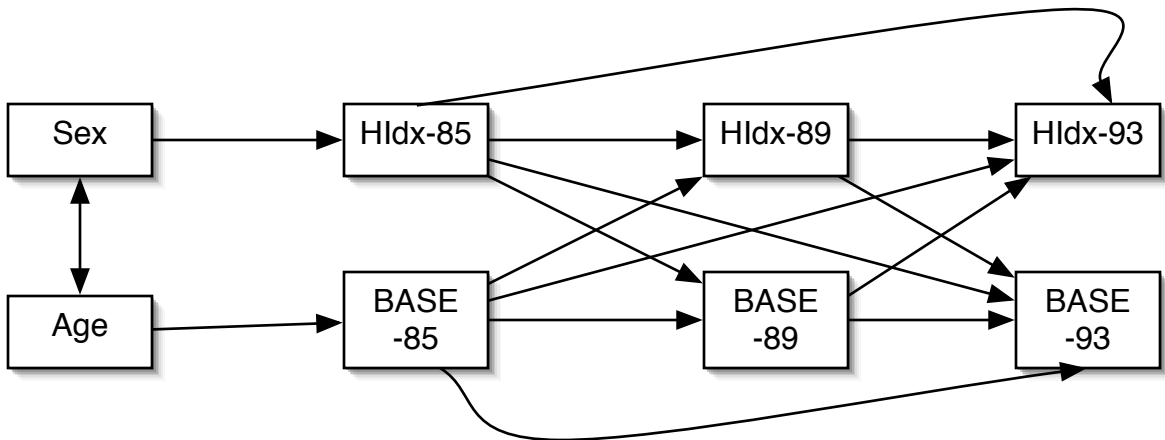 Sex
HIdx-85
HIdx-89
HIdx-93
Age
BASE
-85
BASE
-89
BASE
-93